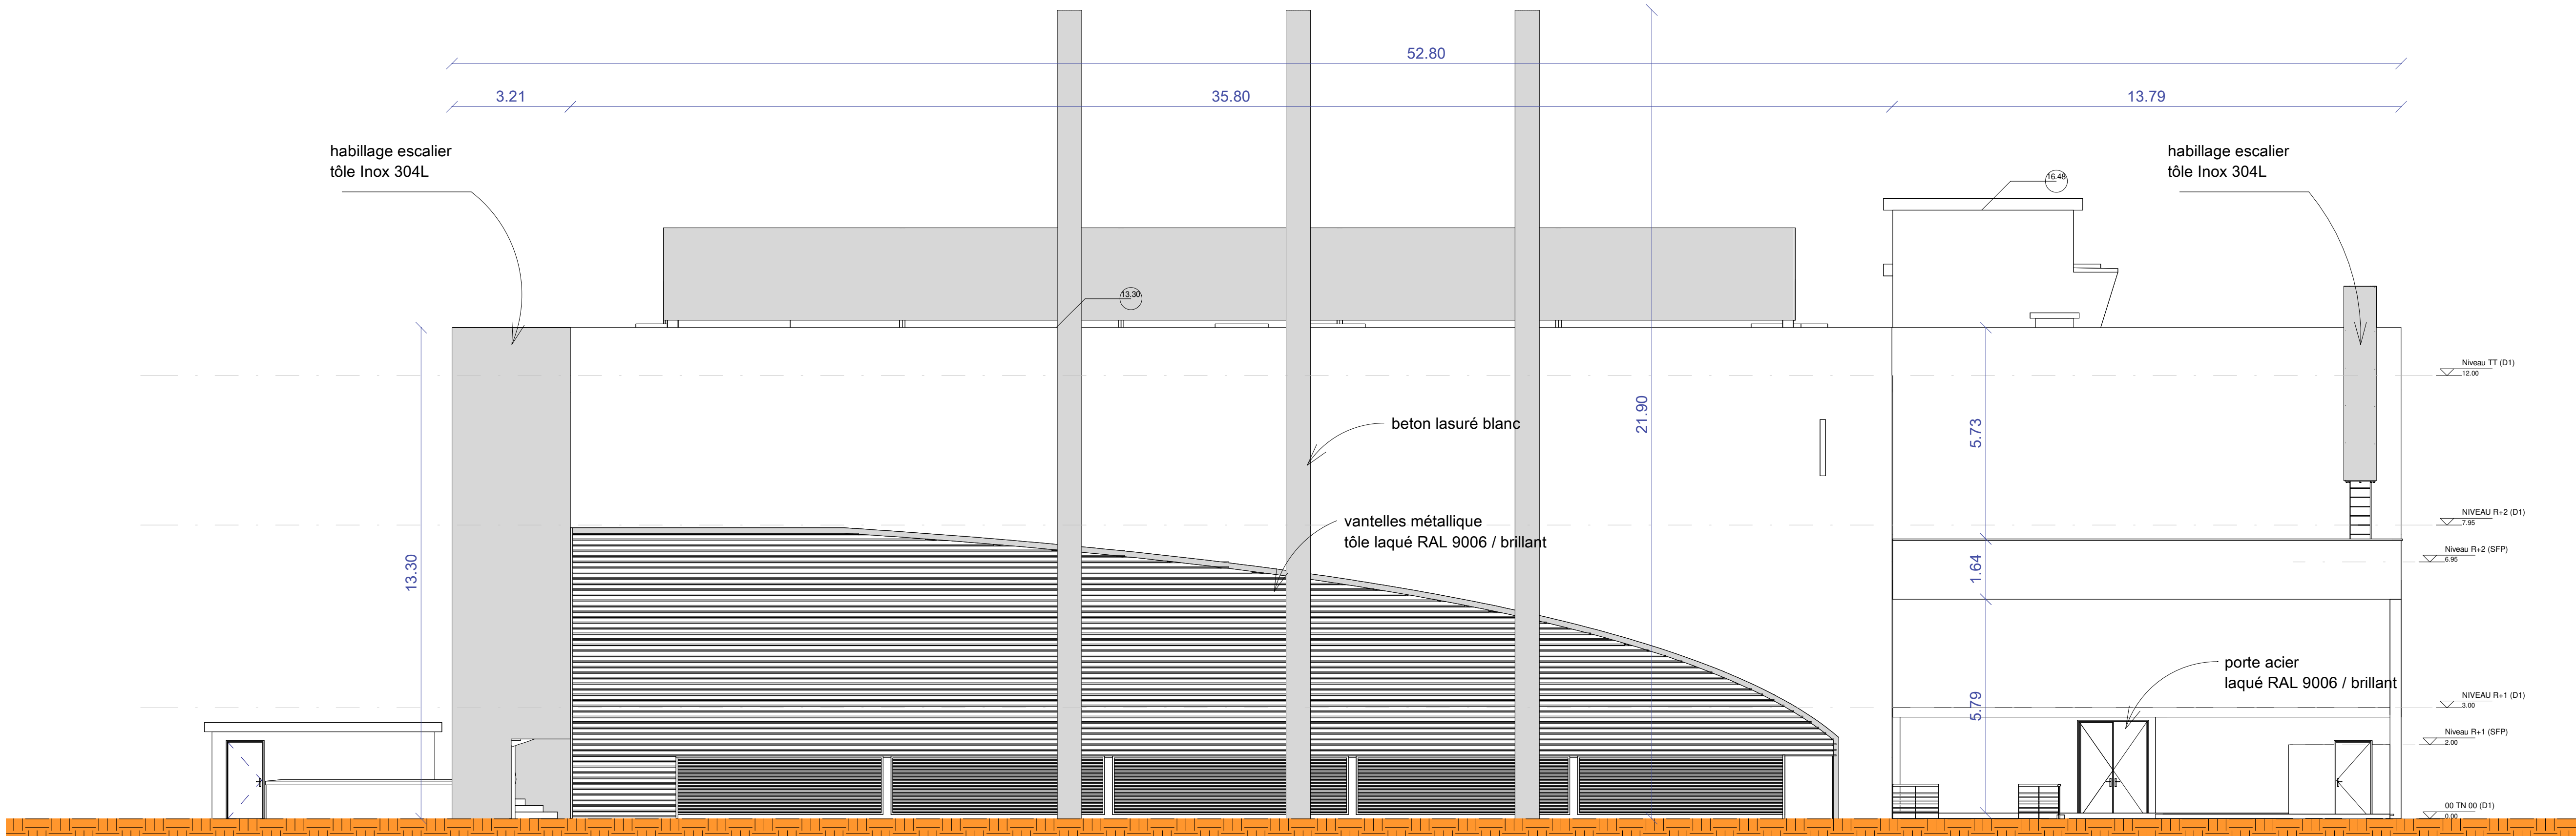 52.80
3.21
35.80
13.79
habillage escalier
tôle Inox 304L
habillage escalier
tôle Inox 304L
16.48
13.30
Niveau TT (D1)
12.00
21.90
beton lasuré blanc
5.73
vantelles métallique
tôle laqué RAL 9006 / brillant
NIVEAU R+2 (D1)
7.95
Niveau R+2 (SFP)
6.95
13.30
1.64
porte acier
laqué RAL 9006 / brillant
5.79
NIVEAU R+1 (D1)
3.00
Niveau R+1 (SFP)
2.00
00 TN 00 (D1)
0.00